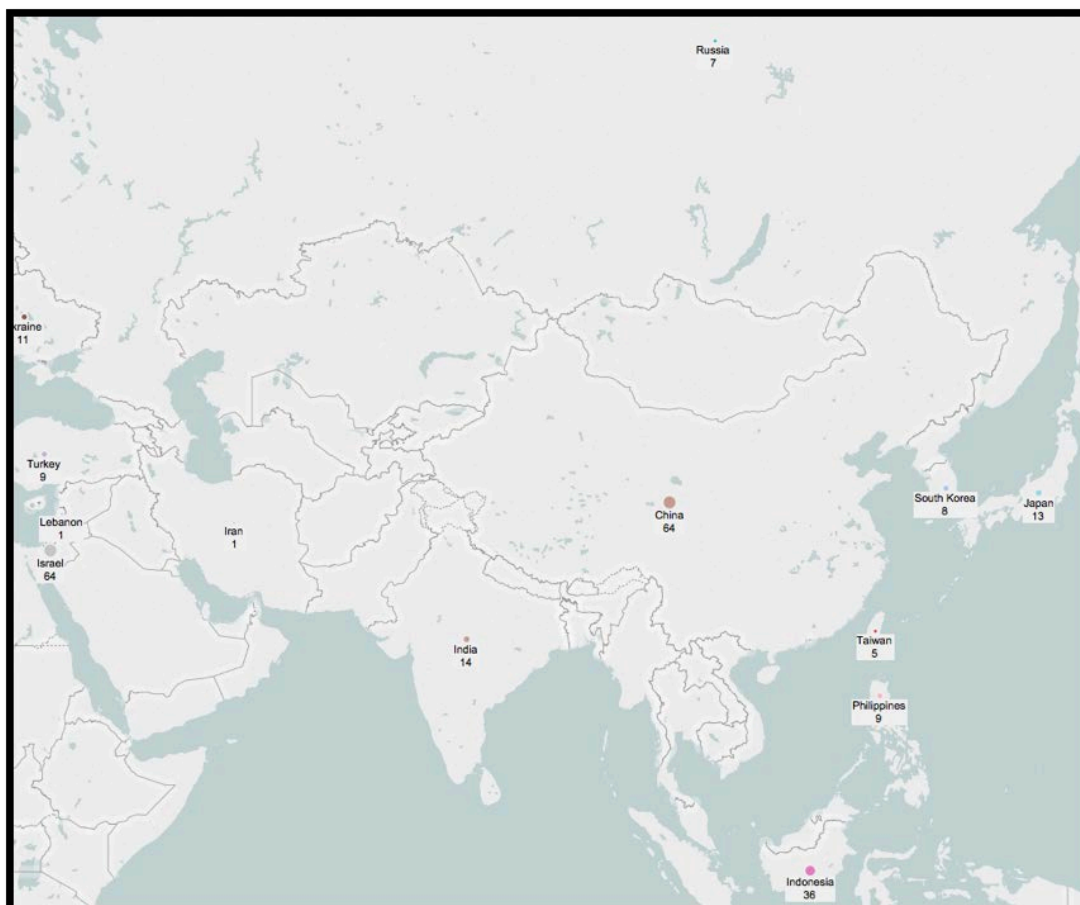 Russia
7
kraine
11
Turkey
9
Lebanon
1
Israel
64
Iran
1
China
64
India
14
South Korea
8
Japan
13
Taiwan
5
Philippines
9
Indonesia
36